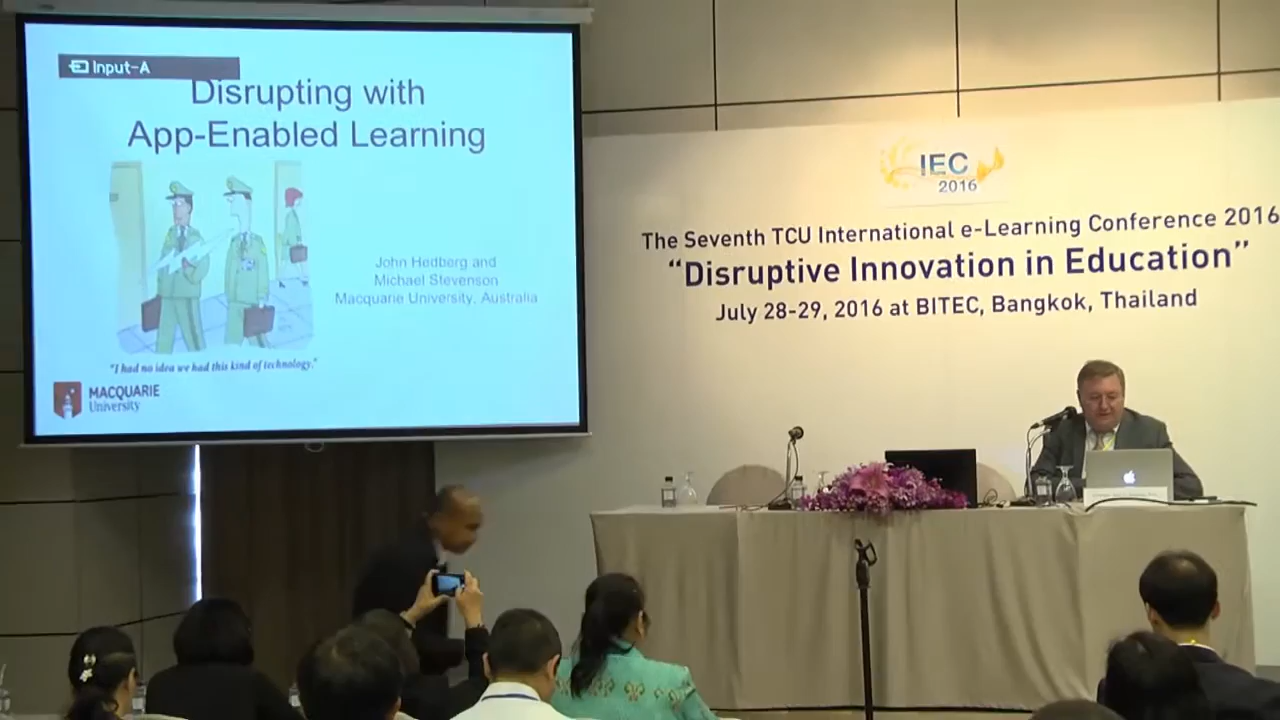 Input-A
Disrupting with
App-Enabled Learning
John Hedberg and
Michael Stevenson
Macquarie University, Australia
"I had no idea we had this kind of technology."
MACQUARIE
University
IEC
2016
The Seventh TCU International e-Learning Conference 2016
“Disruptive Innovation in Education”
July 28-29, 2016 at BITEC, Bangkok, Thailand